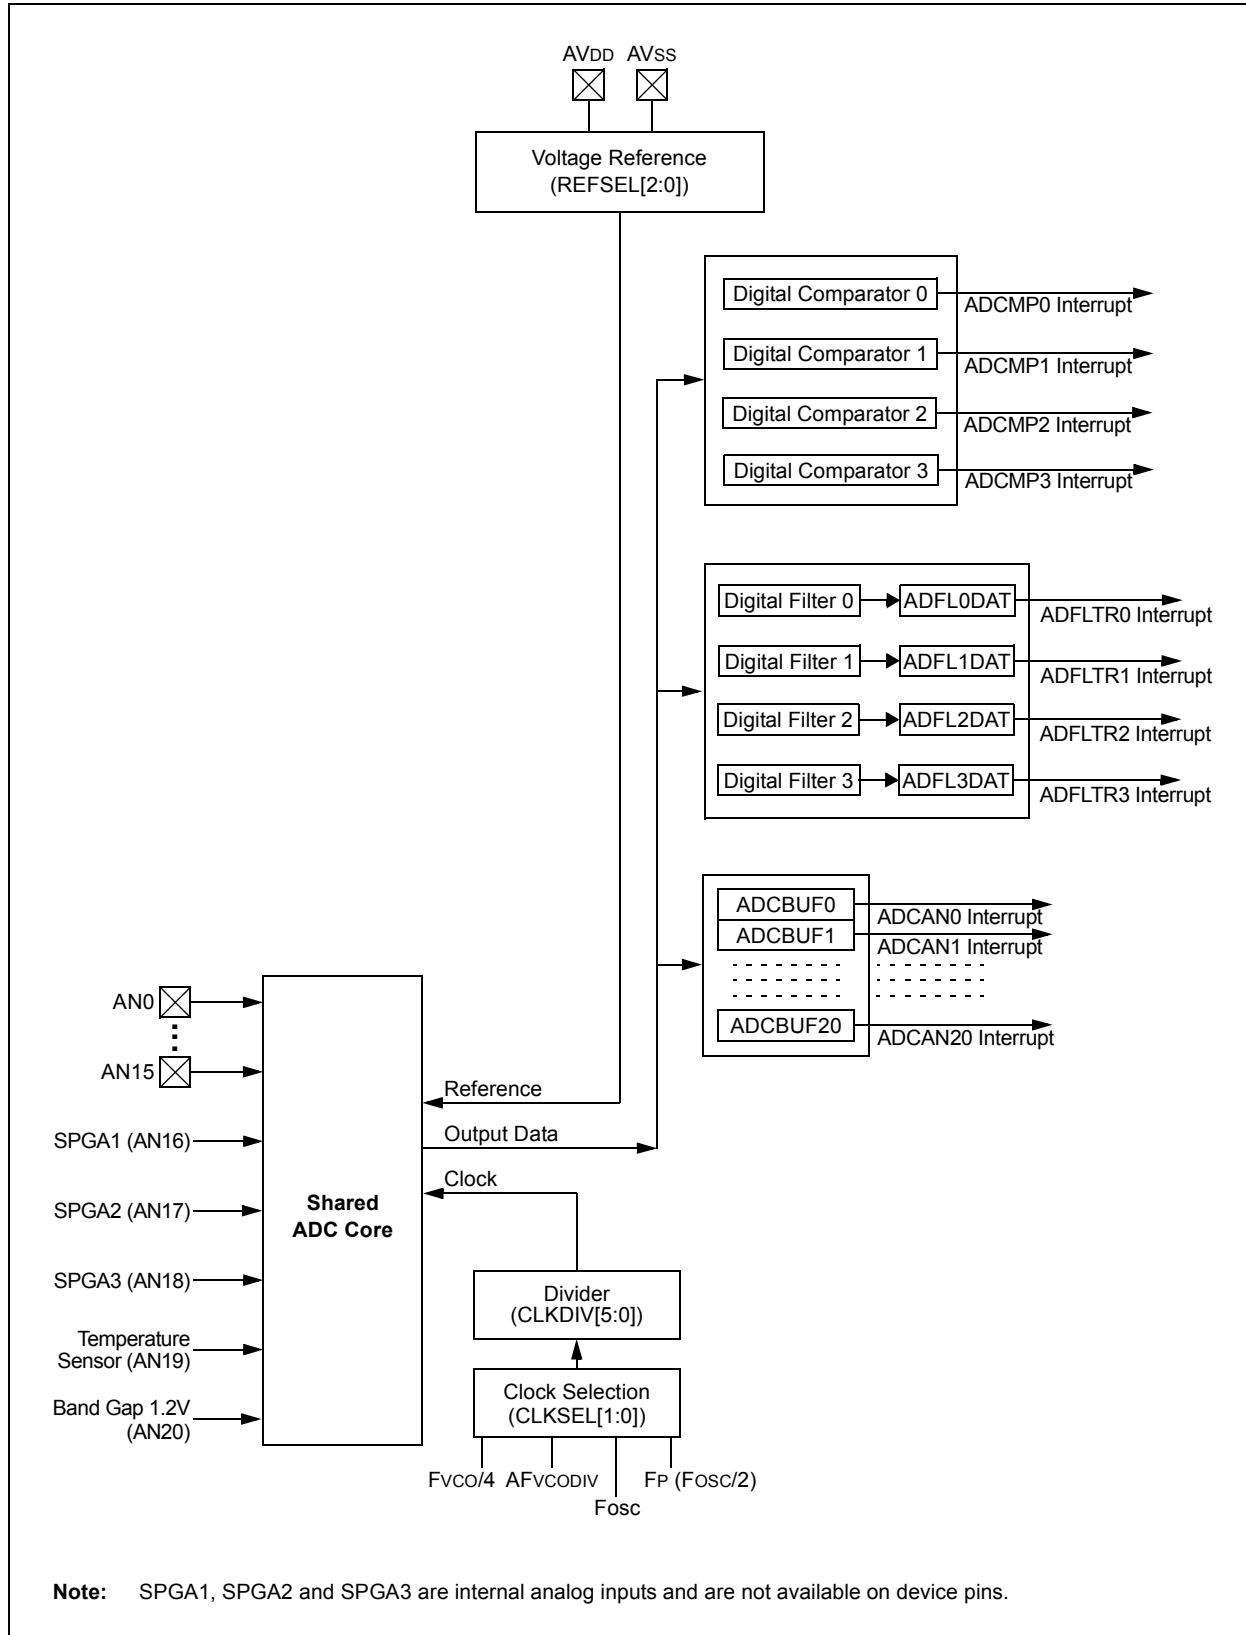 AVDD AVSS
Voltage Reference
(REFSEL[2:0])
Digital Comparator 0
ADCMP0 Interrupt
Digital Comparator 1
ADCMP1 Interrupt
Digital Comparator 2
ADCMP2 Interrupt
Digital Comparator 3
ADCMP3 Interrupt
Digital Filter 0
ADFL0DAT
ADFLTR0 Interrupt
Digital Filter 1
ADFL1DAT
ADFLTR1 Interrupt
Digital Filter 2
ADFL2DAT
ADFLTR2 Interrupt
Digital Filter 3
ADFL3DAT
ADFLTR3 Interrupt
ADCBUF0
ADCAN0 Interrupt
ADCBUF1
ADCAN1 Interrupt
ADCBUF20
ADCAN20 Interrupt
AN0
AN15
SPGA1 (AN16)
SPGA2 (AN17)
SPGA3 (AN18)
Temperature
Sensor (AN19)
Band Gap 1.2V
(AN20)
Shared
ADC Core
Reference
Output Data
Clock
Divider
(CLKDIV[5:0])
Clock Selection
(CLKSEL[1:0])
FVCO/4 AFVCODIV FP (FOSC/2)
Fosc
Note: SPGA1, SPGA2 and SPGA3 are internal analog inputs and are not available on device pins.